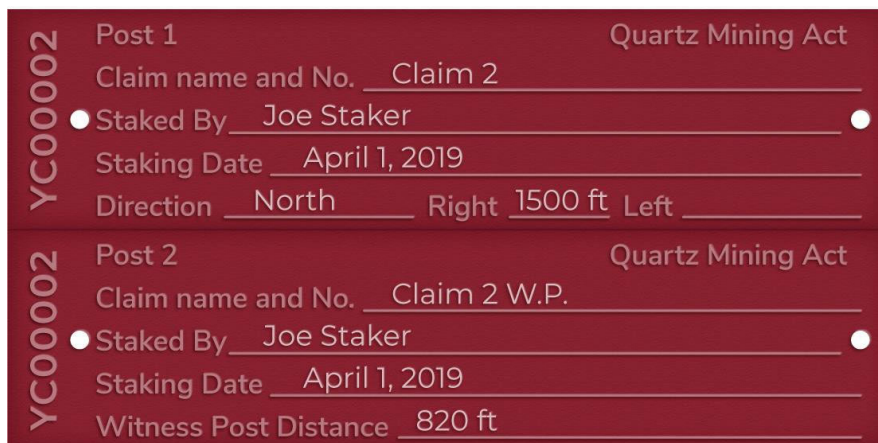 YC00002
Post 1 Quartz Mining Act
Claim name and No. Claim 2
Staked By Joe Staker
Staking Date April 1, 2019
Direction North Right 1500 ft Left
YC00002
Post 2 Quartz Mining Act
Claim name and No. Claim 2 W.P.
Staked By Joe Staker
Staking Date April 1, 2019
Witness Post Distance 820 ft